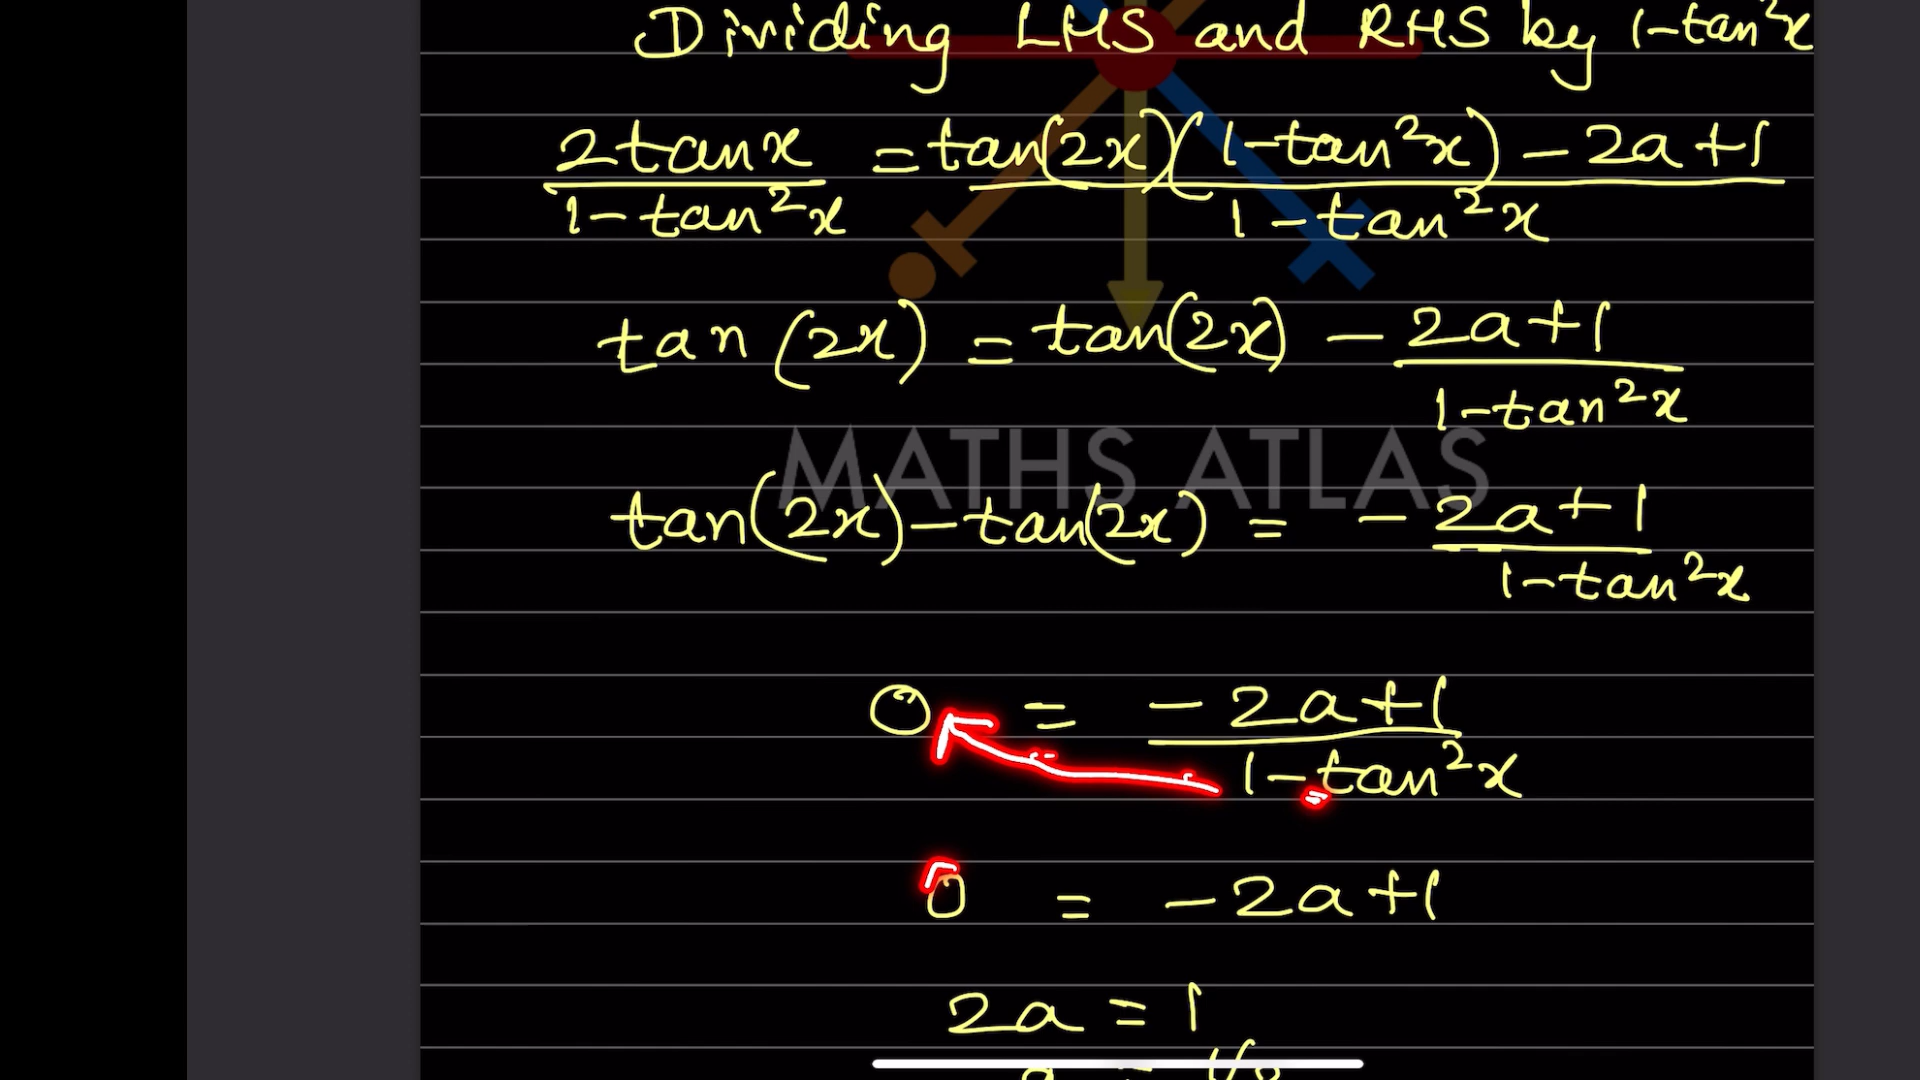 Dividing LHS and RHS by 1-tan²x
2tanx/1-tan²x = tan(2x)(1-tan²x) - 2a+1/1-tan²x
tan(2x) = tan(2x) - 2a+1/1-tan²x
MATHS ATLAS
tan(2x)-tan(2x) = - 2a+1/1-tan²x
0 = -2a+1/1-tan²x
0 = -2a+1
2a = 1